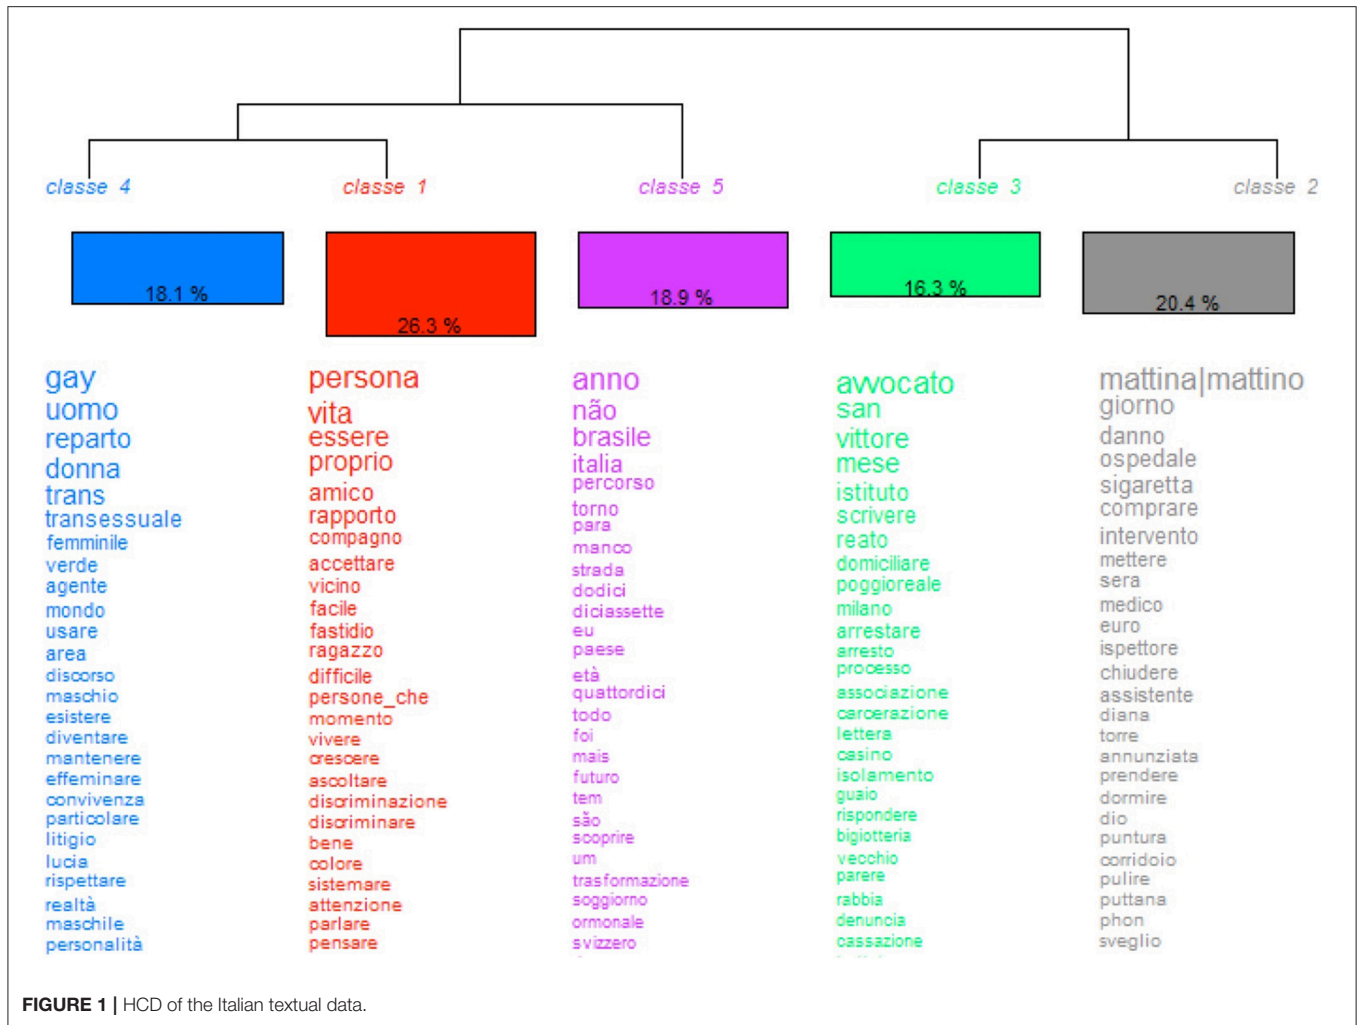 classe 4
classe 1
classe 5
classe 3
classe 2
18.1 %
26.3 %
18.9 %
16.3 %
20.4 %
gay
uomo
reparto
donna
trans
transessuale
femminile
verde
agente
mondo
usare
area
discorso
maschio
esistere
diventare
mantenere
effeminare
convivenza
particolare
litigio
lucia
rispettare
realtà
maschile
personalità
persona
vita
essere
proprio
amico
rapporto
compagno
accettare
vicino
facile
fastidio
ragazzo
difficile
persone_che
momento
vivere
crescere
ascoltare
discriminazione
discriminare
bene
colore
sistemare
attenzione
parlare
pensare
anno
não
brasile
italia
percorso
torno
para
manco
strada
dodici
diciassette
eu
paese
età
quattordici
todo
foi
mais
futuro
tem
são
scoprire
um
trasformazione
soggiorno
ormonale
svizzero
avvocato
san
vittore
mese
istituto
scrivere
reato
domiciliare
poggioreale
milano
arrestare
arresto
processo
associazione
carcerazione
lettera
casino
isolamento
guaio
rispondere
bigiotteria
vecchio
parere
rabbia
denuncia
cassazione
mattina|mattino
giorno
danno
ospedale
sigaretta
comprare
intervento
mettere
sera
medico
euro
ispettore
chiudere
assistente
diana
torre
annunziata
prendere
dormire
dio
puntura
corridoio
pulire
puttana
phon
sveglio
FIGURE 1 | HCD of the Italian textual data.